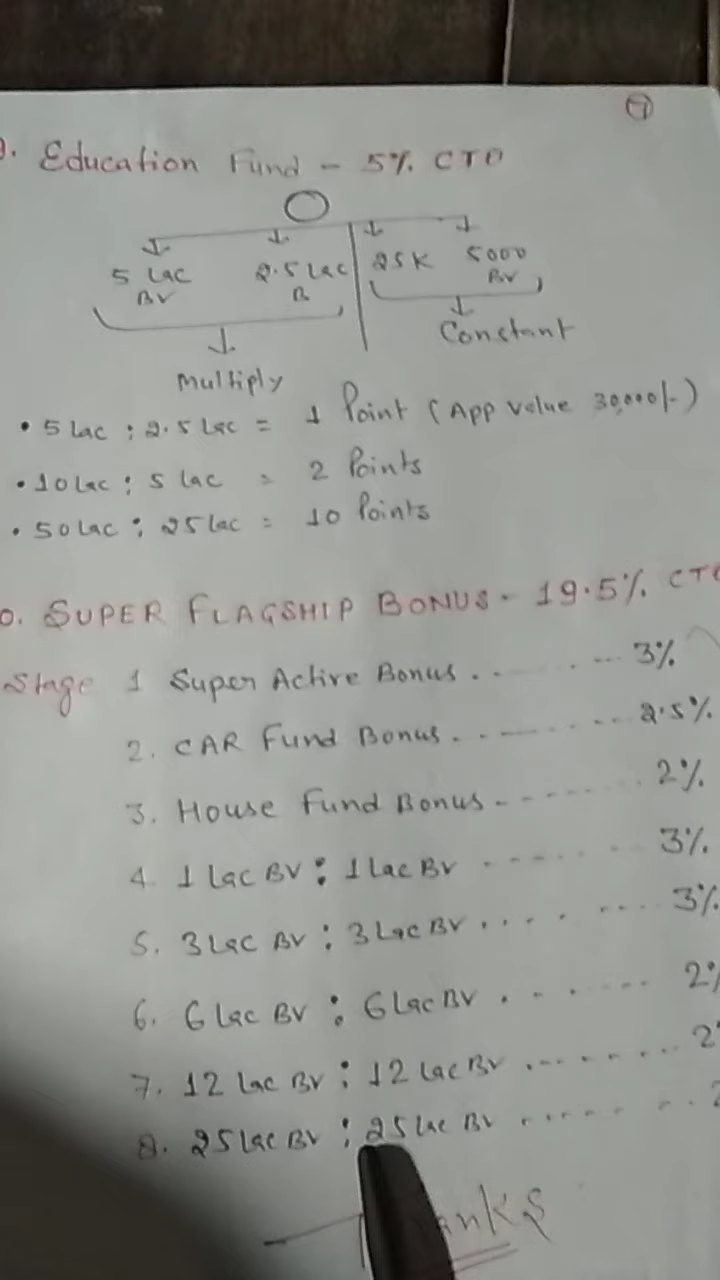 7
9. Education Fund - 5% CTO
5 Lac 2.5 Lac 25K 5000
BV B BV
Constant
Multiply
• 5 Lac : 2.5 Lac = 1 Point (App Value 30,000/-)
• 10 Lac : 5 Lac = 2 Points
• 50 Lac : 25 Lac = 10 Points
0. SUPER FLAGSHIP BONUS - 19.5% CTO
Stage 1 Super Active Bonus . . - . . . . . . . . 3%
2. CAR Fund Bonus . . - . . . . . . . 2.5%
3. House Fund Bonus - - . . . . . . . 2%
4. 1 Lac BV : 1 Lac BV - . . . . . . . 3%
5. 3 Lac BV : 3 Lac BV . . . . . . . . 3%
6. 6 Lac BV : 6 Lac BV . . . . . . . . 2%
7. 12 Lac BV : 12 Lac BV . . . . . . . . . 2
8. 25 Lac BV : 25 Lac BV . . . . . . . . .